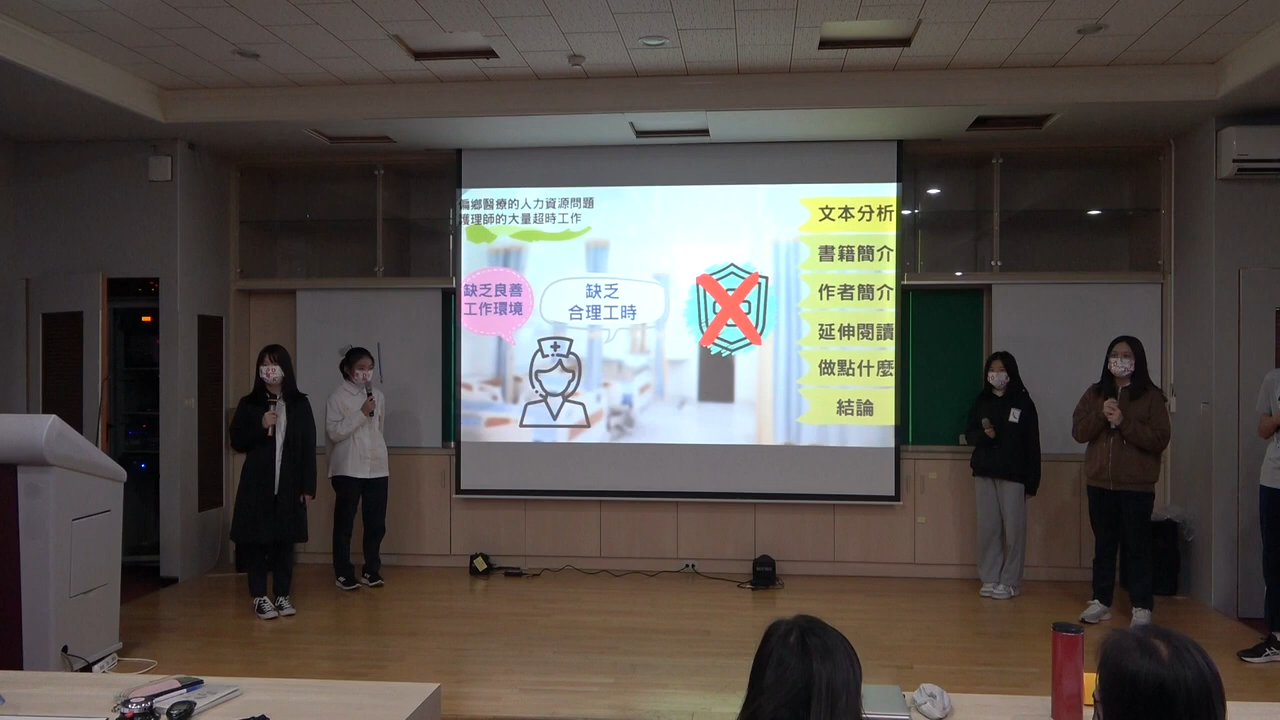 偏鄉醫療的人力資源問題
護理師的大量超時工作
缺乏良善
工作環境
缺乏
合理工時
文本分析
書籍簡介
作者簡介
延伸閱讀
做點什麼
結論